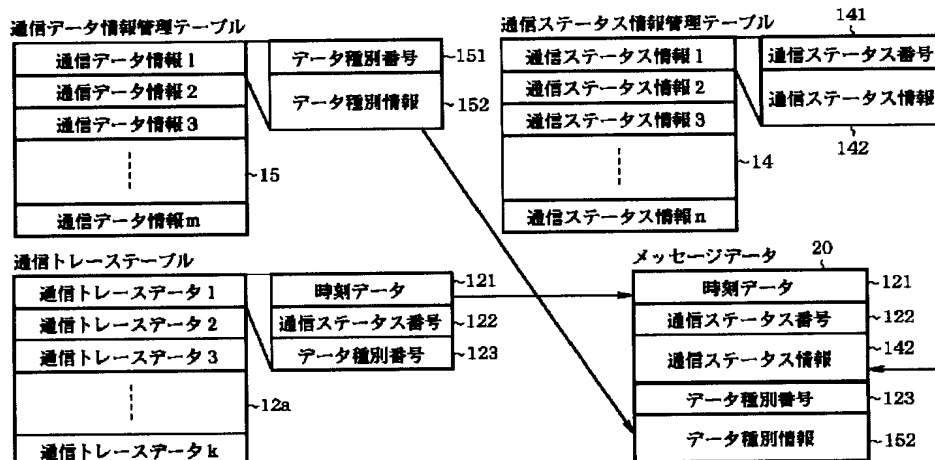 通信データ情報管理テーブル
通信データ情報1
通信データ情報2
通信データ情報3
通信データ情報m
15
データ種別番号
151
データ種別情報
152
通信ステータス情報管理テーブル
通信ステータス情報1
通信ステータス情報2
通信ステータス情報3
通信ステータス情報n
14
141
通信ステータス番号
通信ステータス情報
142
通信トレーステーブル
通信トレースデータ1
通信トレースデータ2
通信トレースデータ3
通信トレースデータk
12a
時刻データ
121
通信ステータス番号
122
データ種別番号
123
メッセージデータ
20
時刻データ
121
通信ステータス番号
122
通信ステータス情報
142
データ種別番号
123
データ種別情報
152